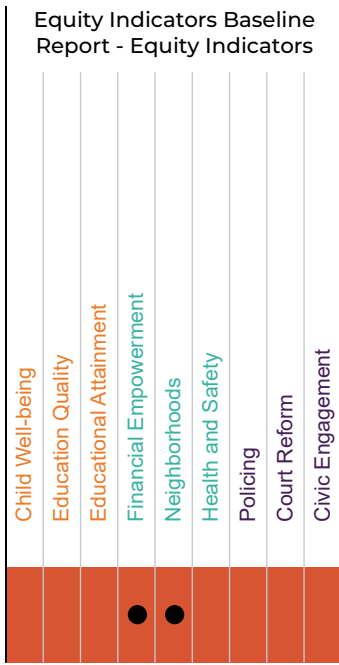 Equity Indicators Baseline
Report - Equity Indicators
Child Well-being
Education Quality
Educational Attainment
Financial Empowerment
Neighborhoods
Health and Safety
Policing
Court Reform
Civic Engagement